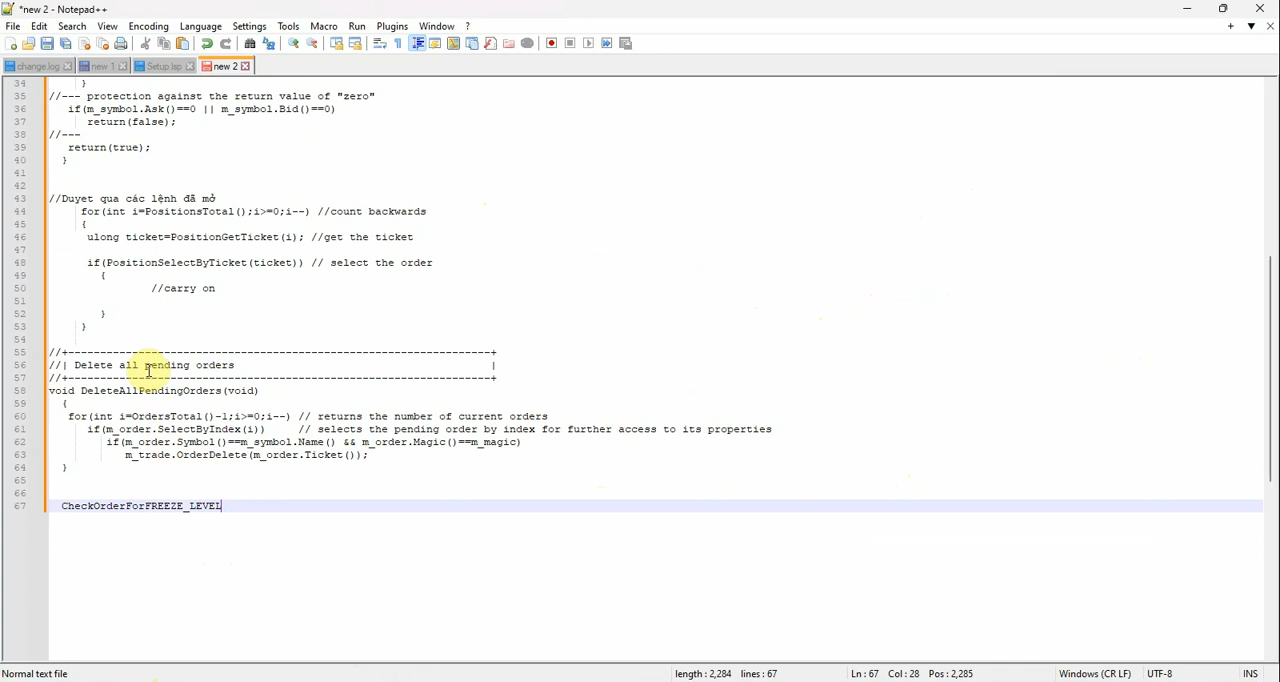 *new 2 - Notepad++
File Edit Search View Encoding Language Settings Tools Macro Run Plugins Window ?
change.log new 1 Setup.lsp new 2
34 }
35 //--- protection against the return value of "zero"
36 if(m_symbol.Ask()==0 || m_symbol.Bid()==0)
37 return(false);
38 //---
39 return(true);
40 }
41
42
43 //Duyet qua các lệnh đã mở
44 for(int i=PositionsTotal();i>=0;i--) //count backwards
45 {
46 ulong ticket=PositionGetTicket(i); //get the ticket
47
48 if(PositionSelectByTicket(ticket)) // select the order
49 {
50 //carry on
51
52 }
53 }
54
55 //+------------------------------------------------------------------+
56 //| Delete all pending orders |
57 //+------------------------------------------------------------------+
58 void DeleteAllPendingOrders(void)
59 {
60 for(int i=OrdersTotal()-1;i>=0;i--) // returns the number of current orders
61 if(m_order.SelectByIndex(i)) // selects the pending order by index for further access to its properties
62 if(m_order.Symbol()==m_symbol.Name() && m_order.Magic()==m_magic)
63 m_trade.OrderDelete(m_order.Ticket());
64 }
65
66
67 CheckOrderForFREEZE_LEVEL
Normal text file length : 2,284 lines : 67 Ln : 67 Col : 28 Pos : 2,285 Windows (CR LF) UTF-8 INS